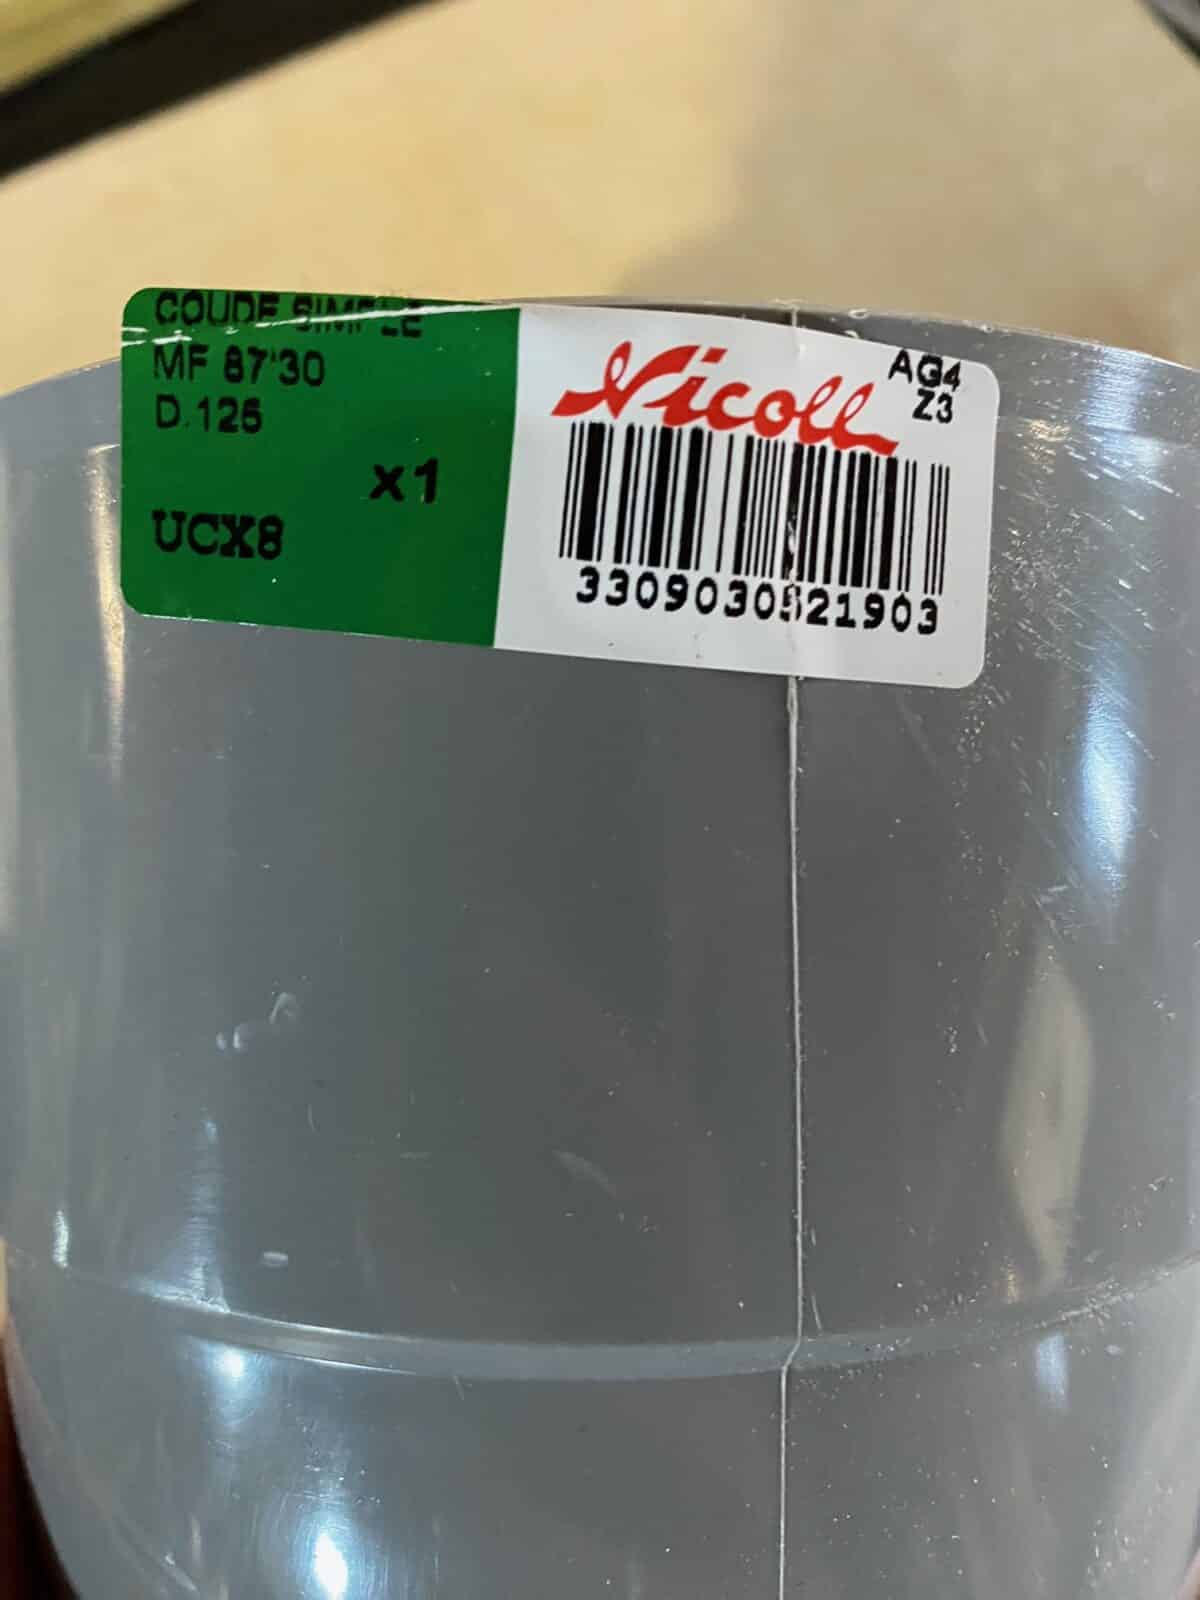 COUDE SIMPLE
MF 87'30
D.125
x1
UCX8
Nicoll
AG4
Z3
3309030521903